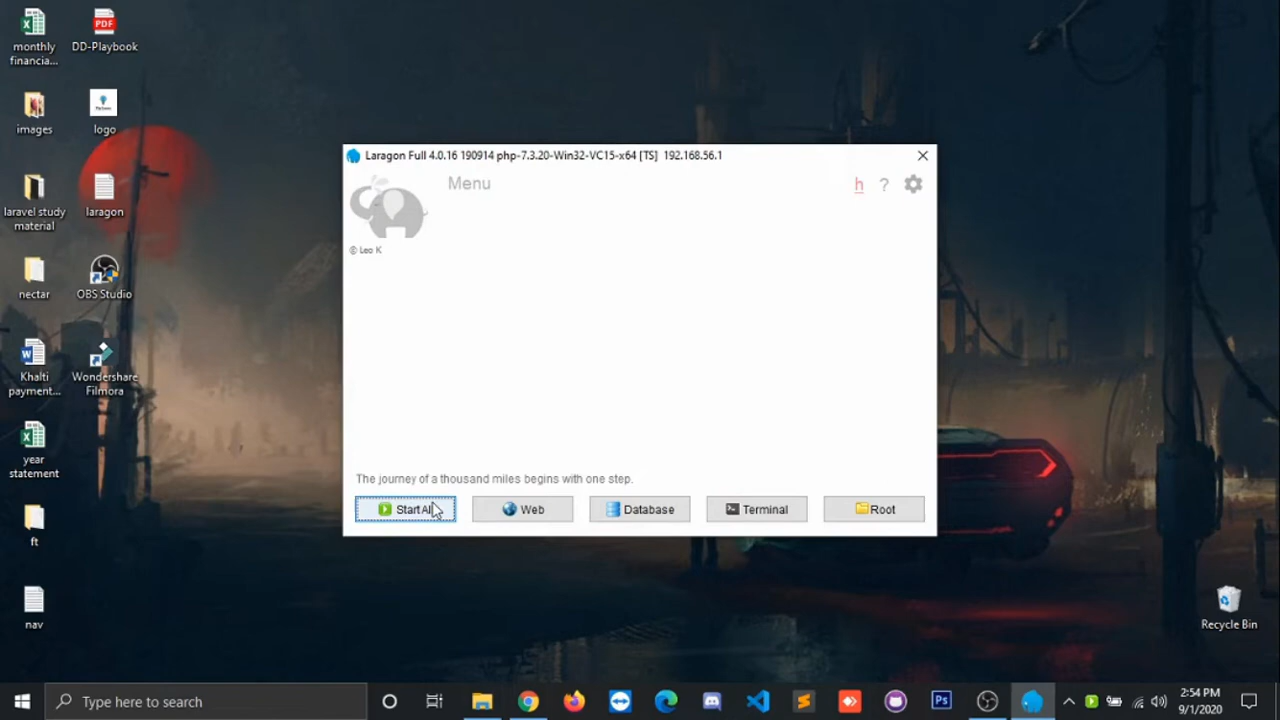 monthly
financia...
DD-Playbook
images
logo
laravel study
material
laragon
nectar
OBS Studio
Khalti
payment...
Wondershare
Filmora
year
statement
ft
nav
Laragon Full 4.0.16 190914 php-7.3.20-Win32-VC15-x64 [TS] 192.168.56.1
Menu
h ?
© Leo K
The journey of a thousand miles begins with one step.
Start All
Web
Database
Terminal
Root
Recycle Bin
Type here to search
2:54 PM
9/1/2020